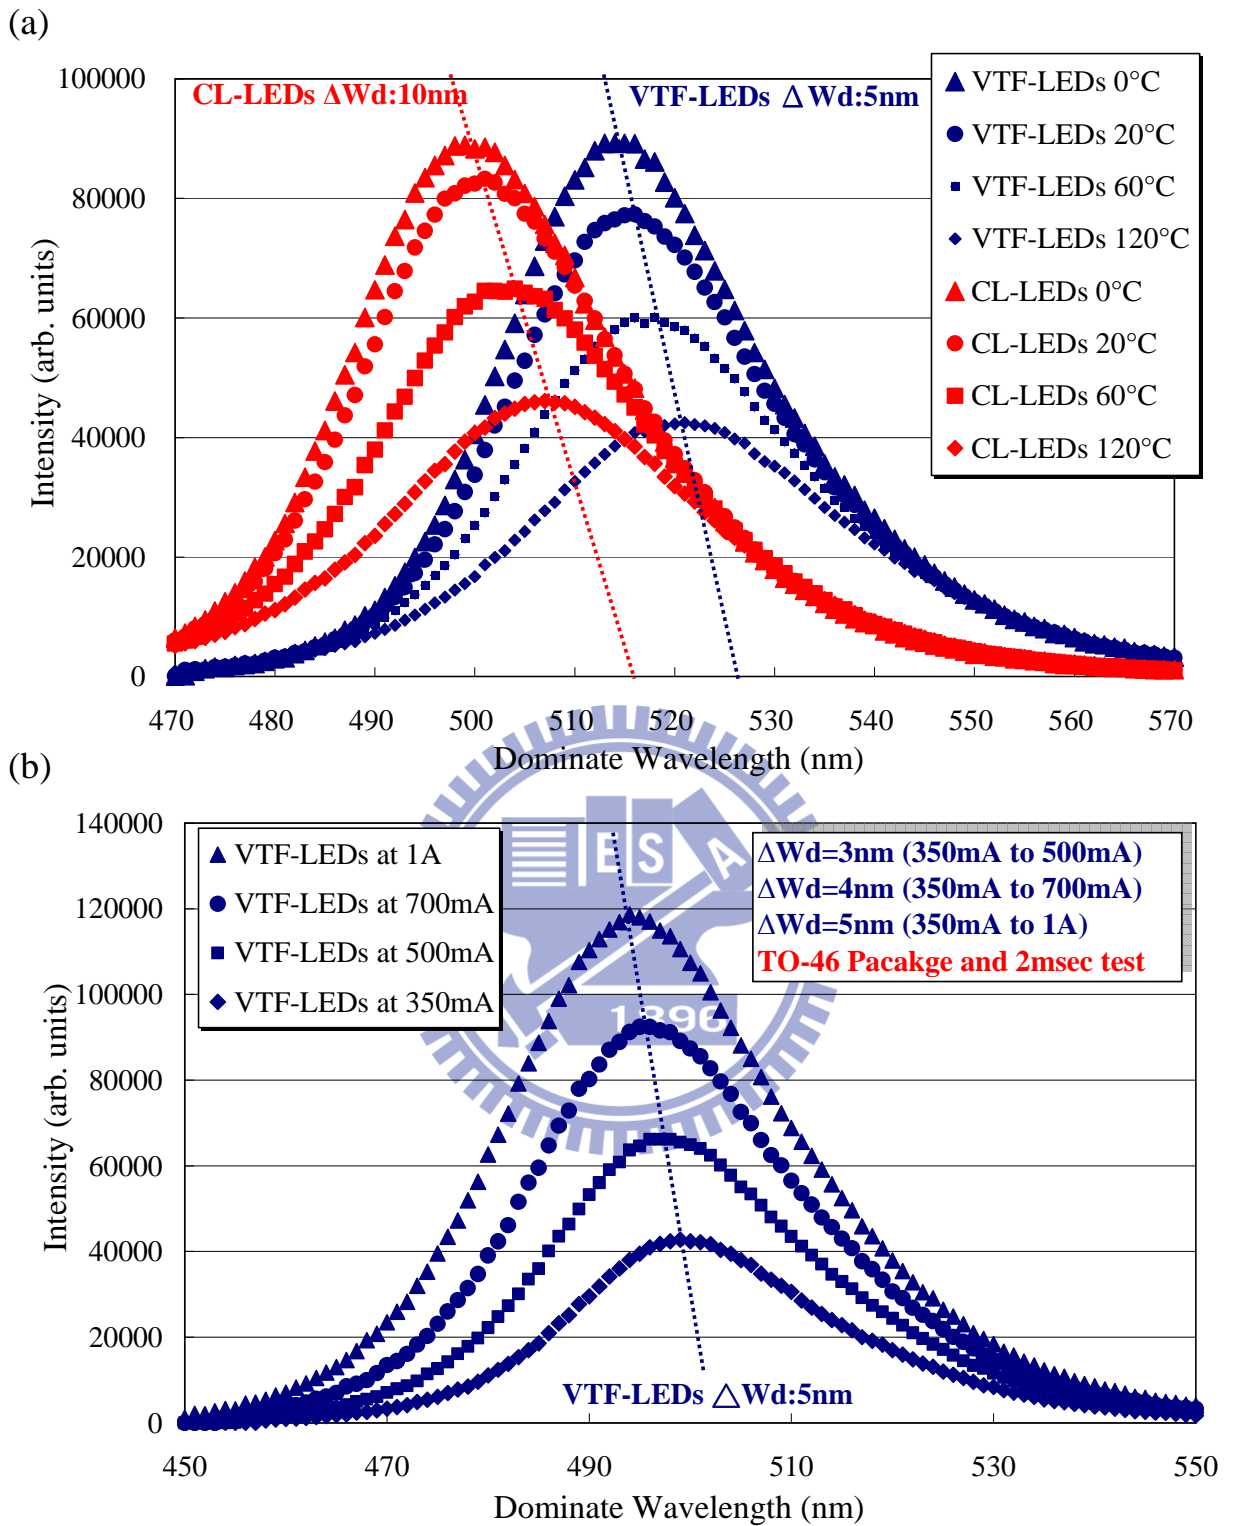 (a)
CL-LEDs ΔWd:10nm
VTF-LEDs △Wd:5nm
VTF-LEDs 0°C
VTF-LEDs 20°C
VTF-LEDs 60°C
VTF-LEDs 120°C
CL-LEDs 0°C
CL-LEDs 20°C
CL-LEDs 60°C
CL-LEDs 120°C
100000
80000
60000
40000
20000
0
Intensity (arb. units)
470 480 490 500 510 520 530 540 550 560 570
Dominate Wavelength (nm)
(b)
140000
120000
100000
80000
60000
40000
20000
0
Intensity (arb. units)
VTF-LEDs at 1A
VTF-LEDs at 700mA
VTF-LEDs at 500mA
VTF-LEDs at 350mA
ΔWd=3nm (350mA to 500mA)
ΔWd=4nm (350mA to 700mA)
ΔWd=5nm (350mA to 1A)
TO-46 Pacakge and 2msec test
ESA
1896
VTF-LEDs △Wd:5nm
450 470 490 510 530 550
Dominate Wavelength (nm)